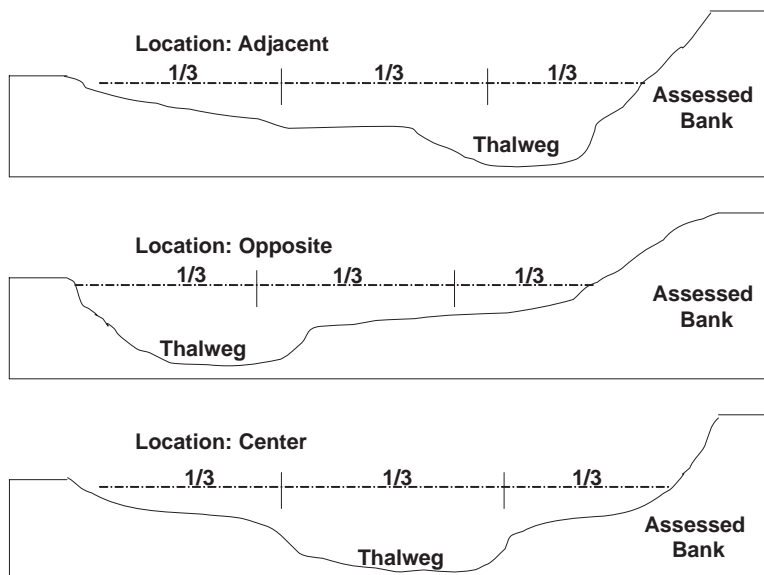 Location: Adjacent
1/3 1/3 1/3
Assessed
Bank
Thalweg
Location: Opposite
1/3 1/3 1/3
Assessed
Bank
Thalweg
Location: Center
1/3 1/3 1/3
Assessed
Bank
Thalweg